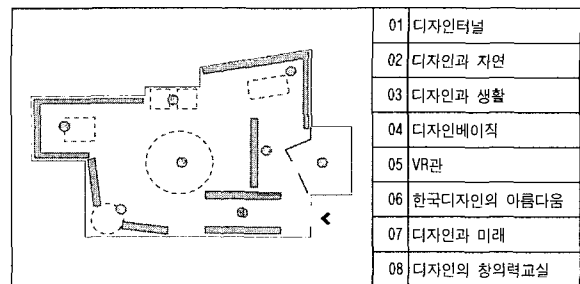 01 디자인터널
02 디자인과 자연
03 디자인과 생활
04 디자인베이직
05 VR관
06 한국디자인의 아름다움
07 디자인과 미래
08 디자인의 창의력교실